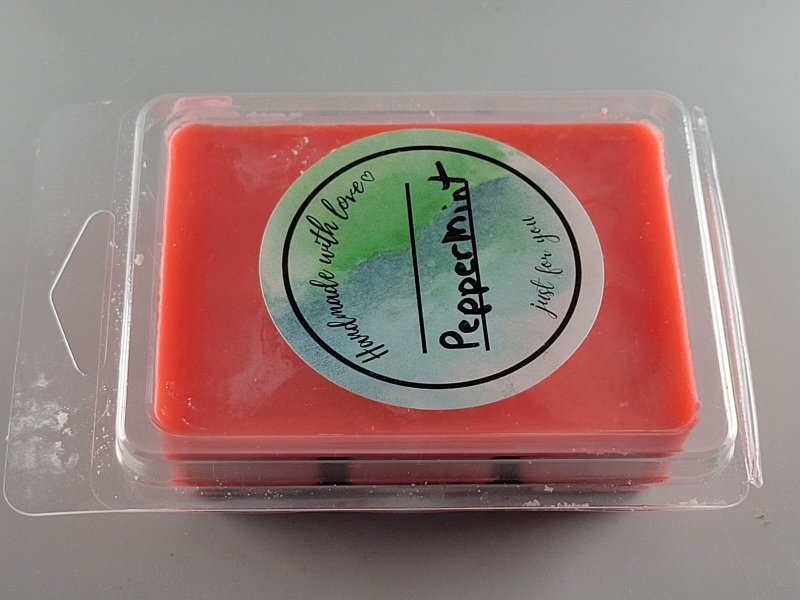 Handmade with love♡
Peppermint
just for you